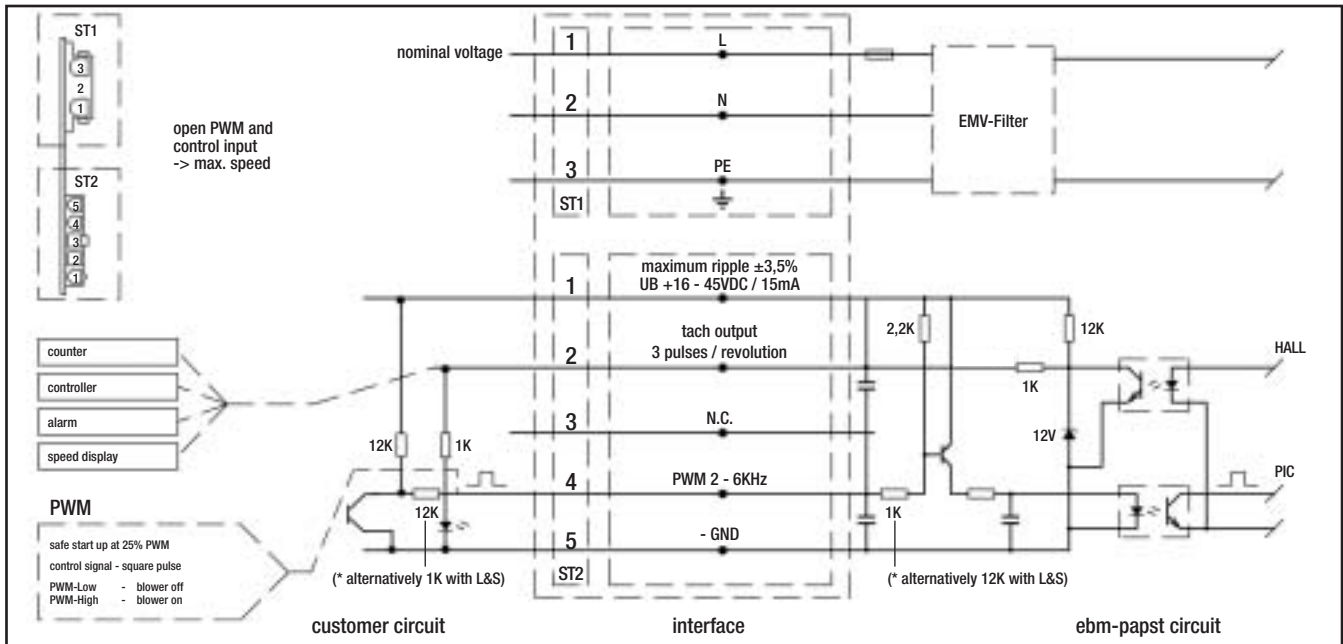 ST1
3
2
1
ST2
5
4
3
2
1
open PWM and
control input
-> max. speed
nominal voltage
1
L
2
N
3
PE
ST1
EMV-Filter
1
maximum ripple ±3,5%
UB +16 - 45VDC / 15mA
2
tach output
3 pulses / revolution
3
N.C.
4
PWM 2 - 6KHz
5
- GND
ST2
counter
controller
alarm
speed display
PWM
safe start up at 25% PWM
control signal - square pulse
PWM-Low - blower off
PWM-High - blower on
12K
1K
12K
(* alternatively 1K with L&S)
2,2K
12K
1K
12V
1K
(* alternatively 12K with L&S)
HALL
PIC
customer circuit
interface
ebm-papst circuit